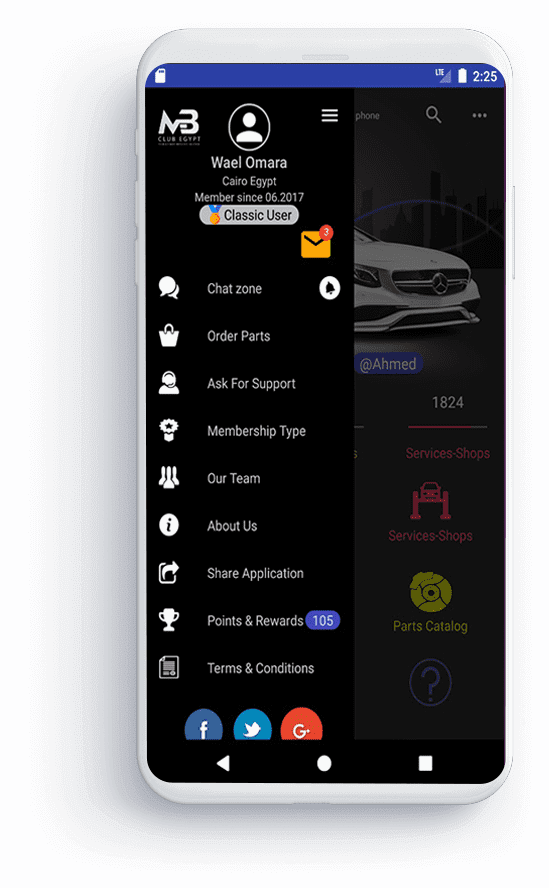 LTE 2:25
MB
CLUB EGYPT
phone
Wael Omara
Cairo Egypt
Member since 06.2017
Classic User
3
Chat zone
Order Parts
Ask For Support
Membership Type
Our Team
About Us
Share Application
Points & Rewards 105
Terms & Conditions
f
G+
@Ahmed
1824
s
Services-Shops
Services-Shops
Parts Catalog
?